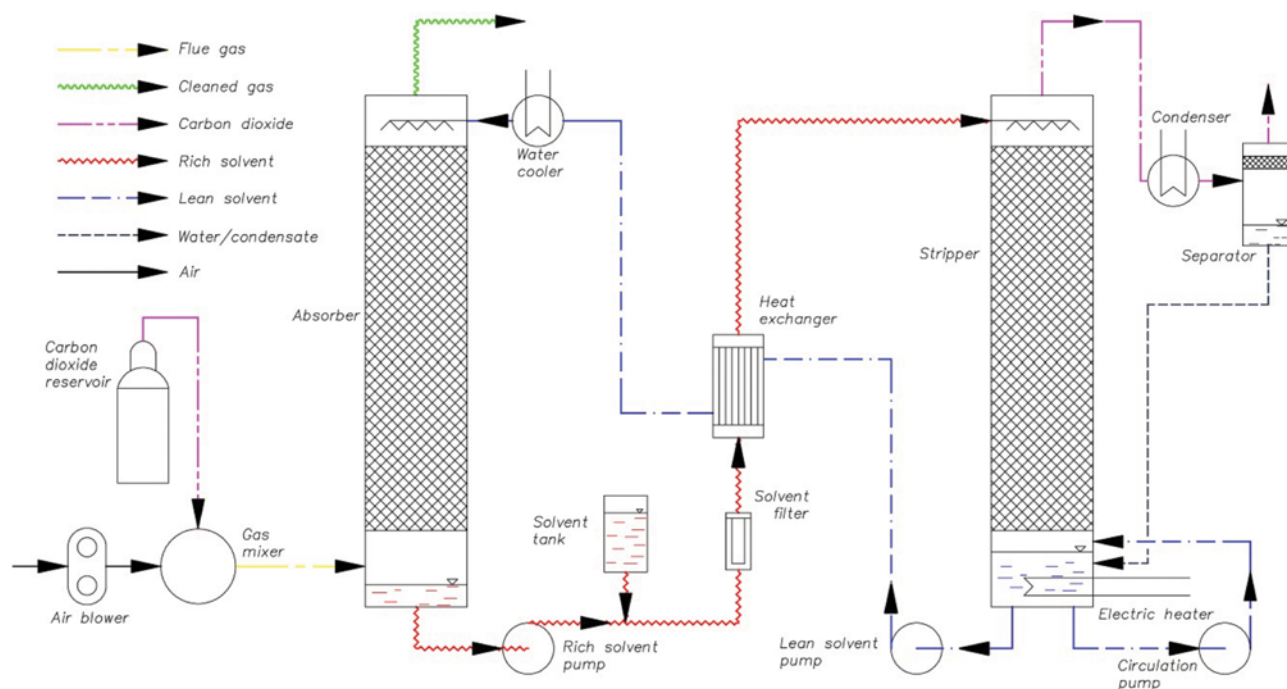 Flue gas
Cleaned gas
Carbon dioxide
Rich solvent
Lean solvent
Water/condensate
Air
Carbon
dioxide
reservoir
Air blower
Gas
mixer
Absorber
Water
cooler
Solvent
tank
Rich solvent
pump
Solvent
filter
Heat
exchanger
Lean solvent
pump
Stripper
Condenser
Separator
Electric heater
Circulation
pump